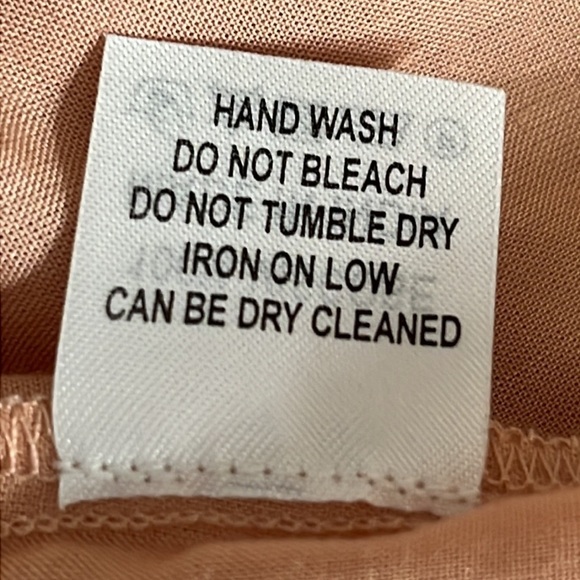 HAND WASH
DO NOT BLEACH
DO NOT TUMBLE DRY
IRON ON LOW
CAN BE DRY CLEANED